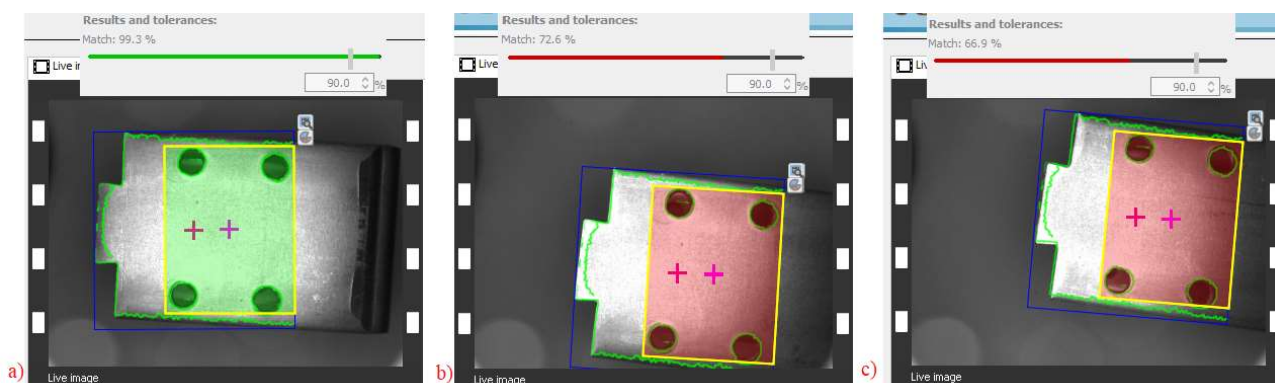 Results and tolerances:
Match: 99.3 %
Live i
90.0 %
Live image
a)
Results and tolerances:
Match: 72.6 %
Live
90.0 %
Live image
b)
Results and tolerances:
Match: 66.9 %
Live i
90.0 %
Live image
c)